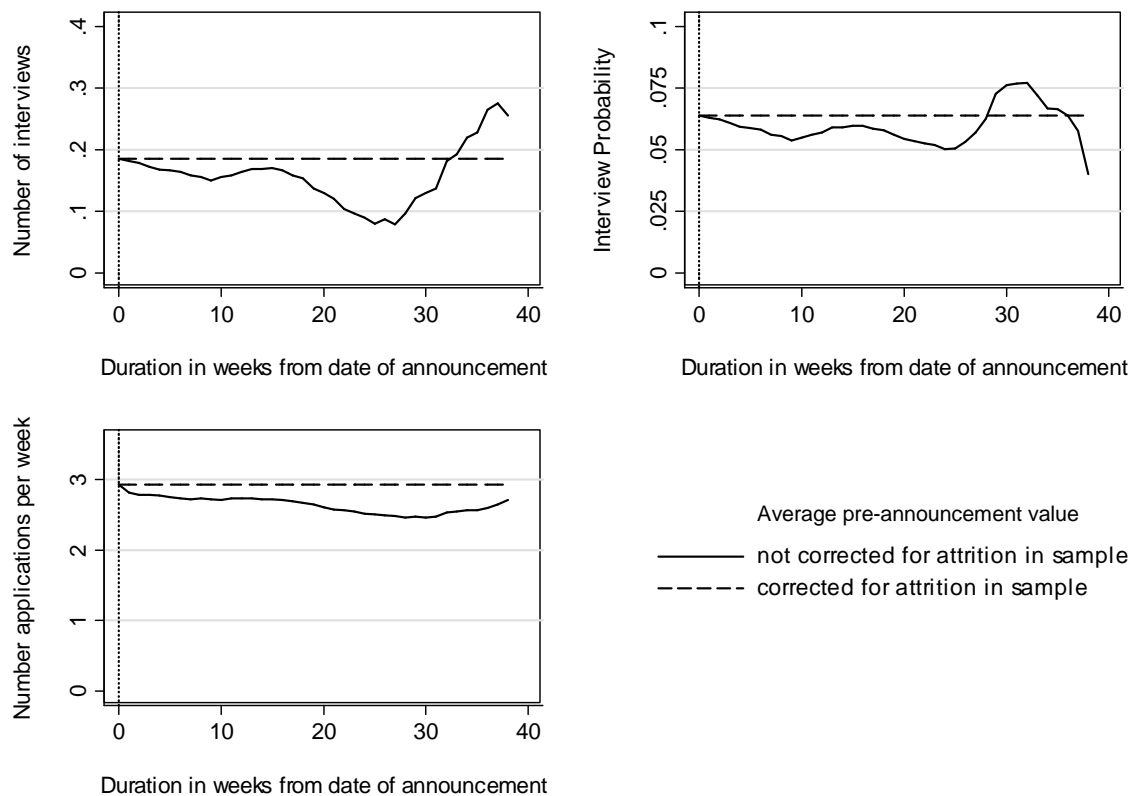 Number of interviews
.4
.3
.2
.1
0
0 10 20 30 40
Duration in weeks from date of announcement
Interview Probability
.1
.075
.05
.025
0
0 10 20 30 40
Duration in weeks from date of announcement
Number applications per week
3
2
1
0
0 10 20 30 40
Duration in weeks from date of announcement
Average pre-announcement value
not corrected for attrition in sample
corrected for attrition in sample